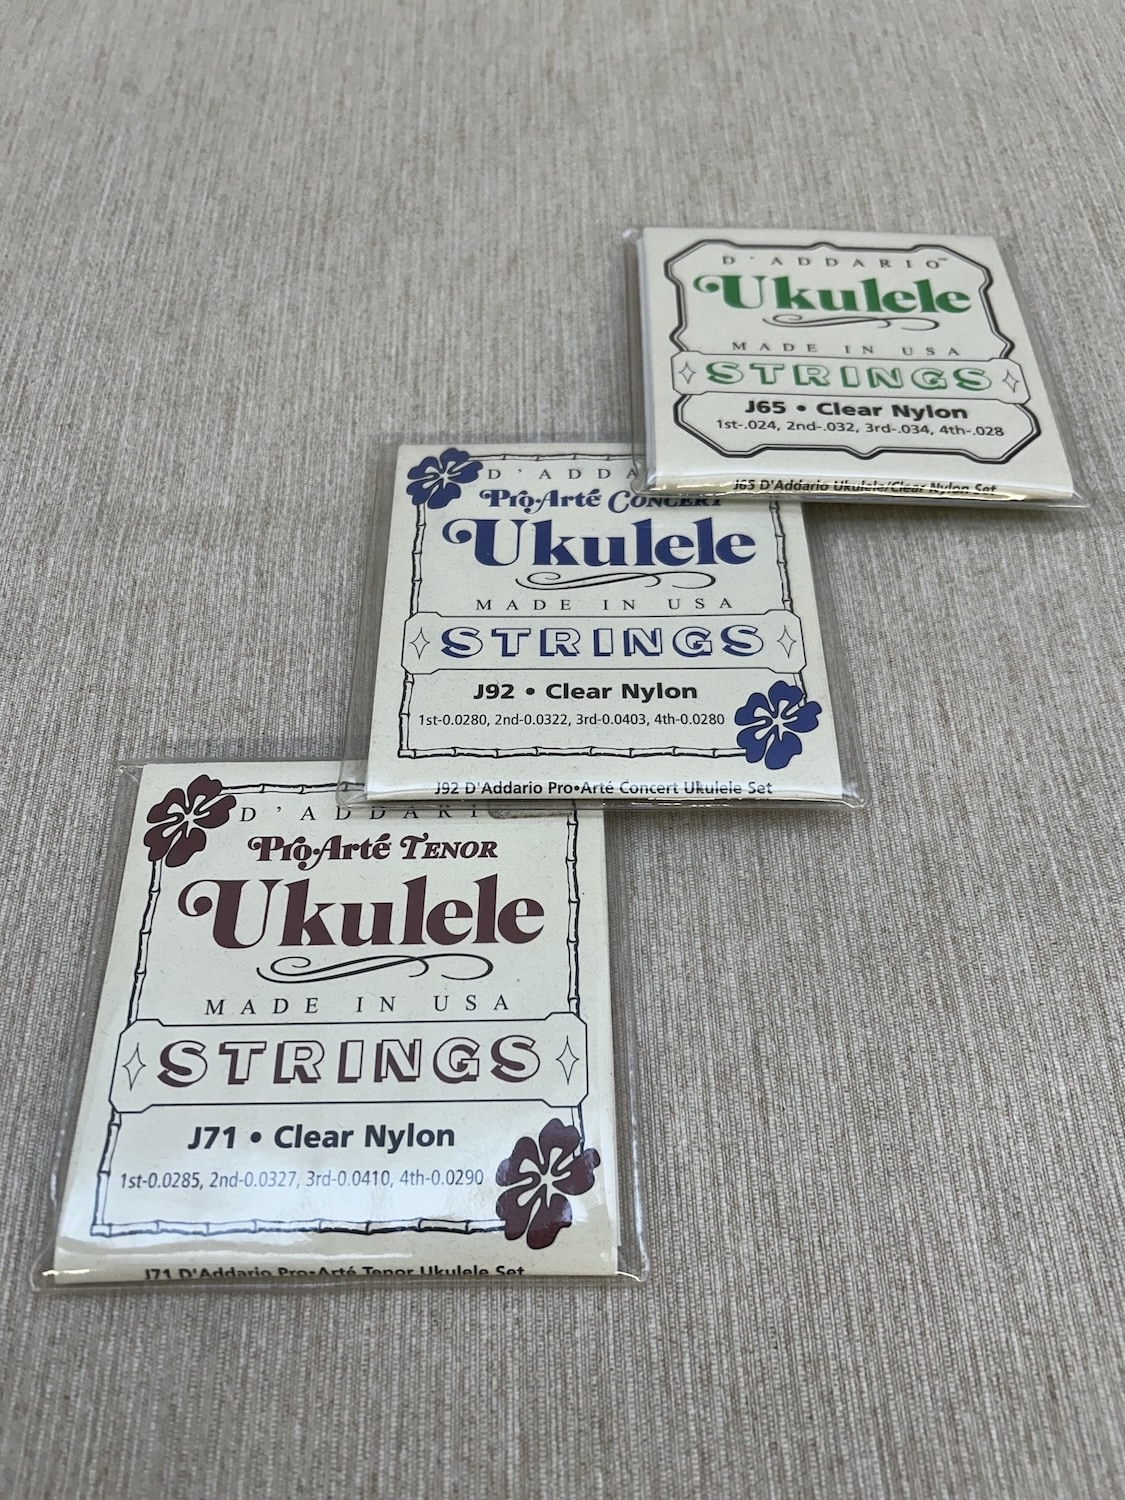 D'ADDARIO™
Ukulele
MADE IN USA
STRINGS
J65 • Clear Nylon
1st-.024, 2nd-.032, 3rd-.034, 4th-.028
J65 D'Addario Ukulele/Clear Nylon Set
D'ADDA
Pro•Arté CONCERT
Ukulele
MADE IN USA
STRINGS
J92 • Clear Nylon
1st-0.0280, 2nd-0.0322, 3rd-0.0403, 4th-0.0280
J92 D'Addario Pro•Arté Concert Ukulele Set
D'ADDARI
Pro•Arté TENOR
Ukulele
MADE IN USA
STRINGS
J71 • Clear Nylon
1st-0.0285, 2nd-0.0327, 3rd-0.0410, 4th-0.0290
J71 D'Addario Pro•Arté Tenor Ukulele Set